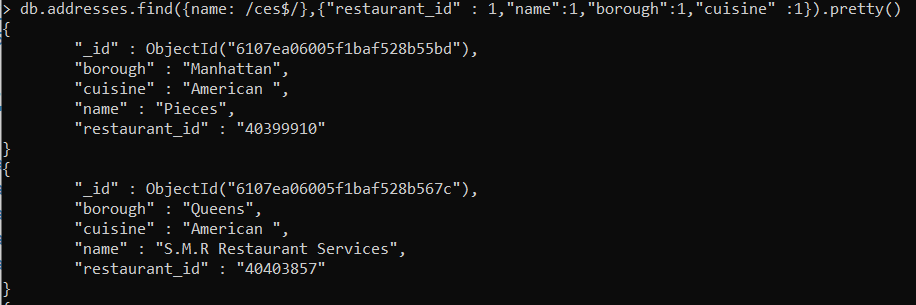 > db.addresses.find({name: /ces$/},{"restaurant_id" : 1,"name":1,"borough":1,"cuisine" :1}).pretty()
{
        "_id" : ObjectId("6107ea06005f1baf528b55bd"),
        "borough" : "Manhattan",
        "cuisine" : "American ",
        "name" : "Pieces",
        "restaurant_id" : "40399910"
}
{
        "_id" : ObjectId("6107ea06005f1baf528b567c"),
        "borough" : "Queens",
        "cuisine" : "American ",
        "name" : "S.M.R Restaurant Services",
        "restaurant_id" : "40403857"
}